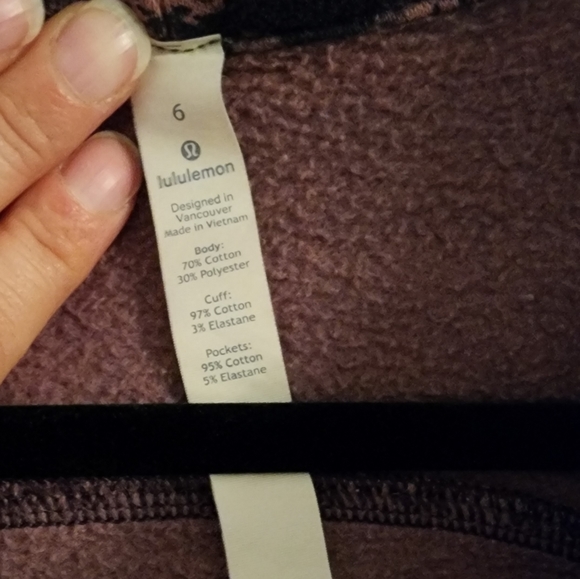 6
lululemon
Designed in
Vancouver
Made in Vietnam
Body:
70% Cotton
30% Polyester
Cuff:
97% Cotton
3% Elastane
Pockets:
95% Cotton
5% Elastane